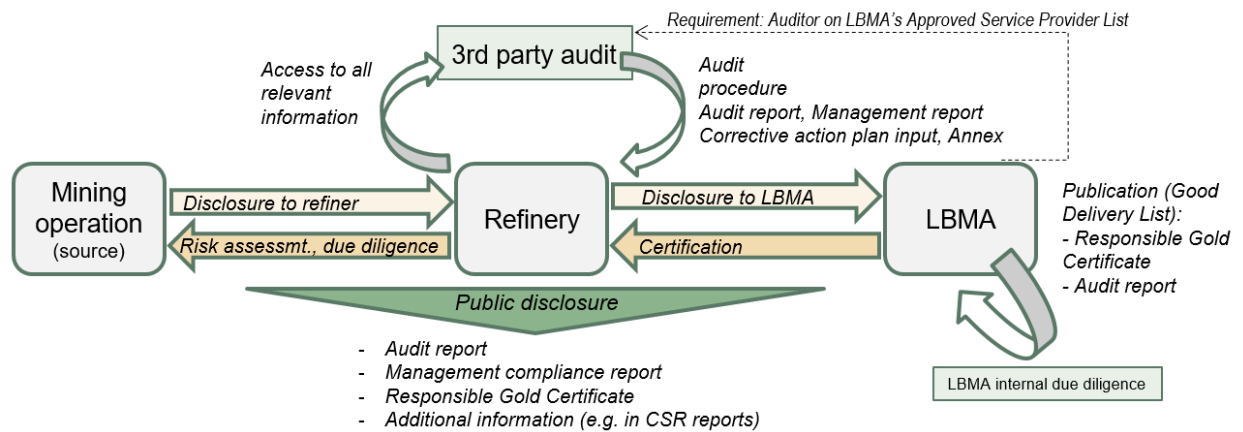 Requirement: Auditor on LBMA's Approved Service Provider List
3rd party audit
Access to all
relevant
information
Audit
procedure
Audit report, Management report
Corrective action plan input, Annex
Mining
operation
(source)
Disclosure to refiner
Risk assessmt., due diligence
Refinery
Disclosure to LBMA
Certification
LBMA
Publication (Good
Delivery List):
- Responsible Gold
Certificate
- Audit report
Public disclosure
- Audit report
- Management compliance report
- Responsible Gold Certificate
- Additional information (e.g. in CSR reports)
LBMA internal due diligence